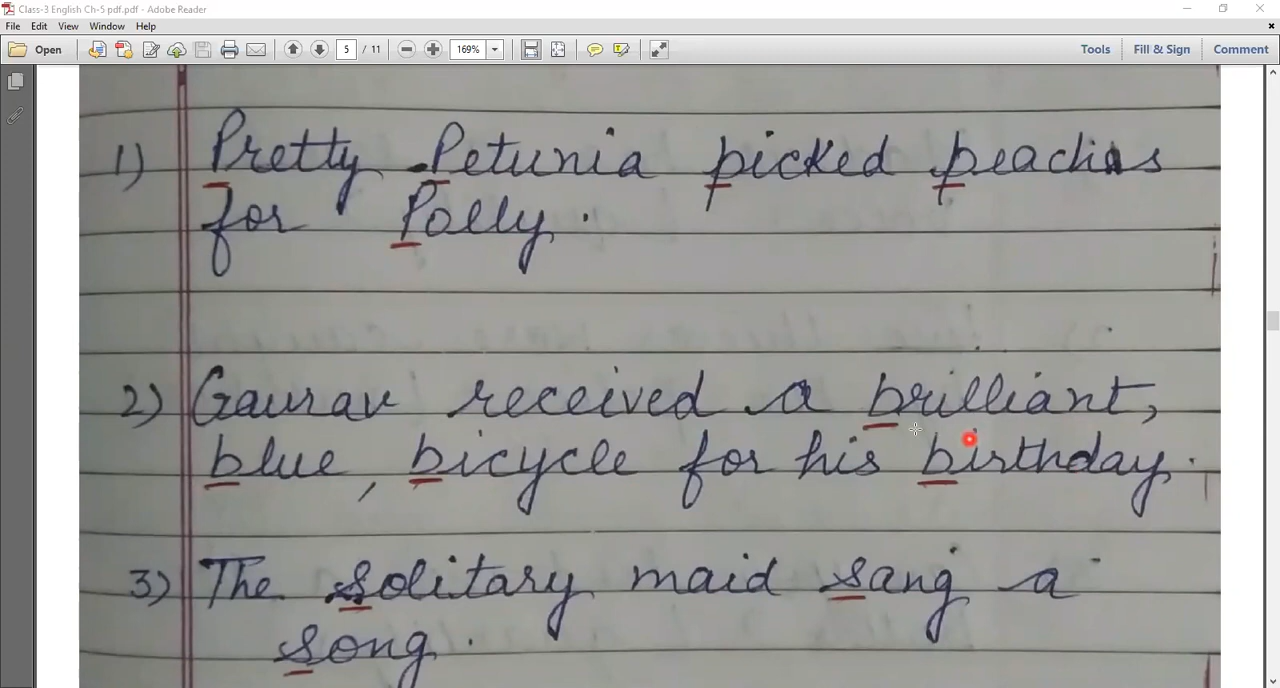 Class-3 English Ch-5 pdf.pdf - Adobe Reader
File Edit View Window Help
Open 5 / 11 169% Tools Fill & Sign Comment
1) Pretty Petunia picked peaches
for Polly.
2) Gaurav received a brilliant,
blue, bicycle for his birthday.
3) The solitary maid sang a
song.